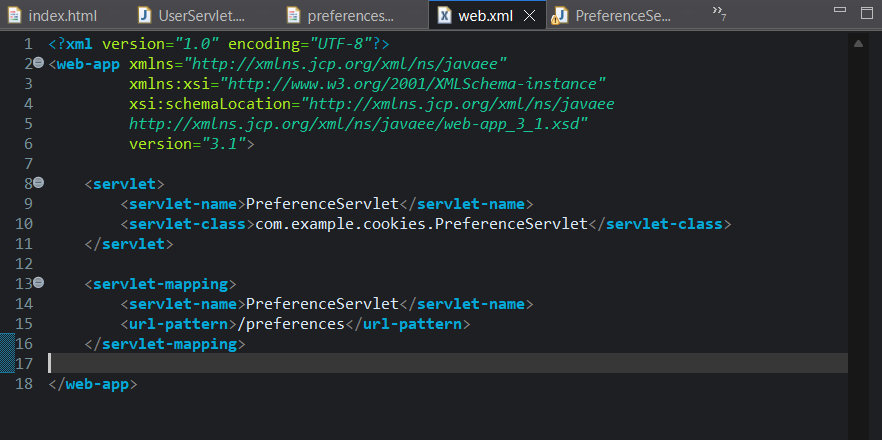 index.html UserServlet.... preferences... web.xml PreferenceSe... »7
1 <?xml version="1.0" encoding="UTF-8"?>
2 <web-app xmlns="http://xmlns.jcp.org/xml/ns/javaee"
3 xmlns:xsi="http://www.w3.org/2001/XMLSchema-instance"
4 xsi:schemaLocation="http://xmlns.jcp.org/xml/ns/javaee
5 http://xmlns.jcp.org/xml/ns/javaee/web-app_3_1.xsd"
6 version="3.1">
7
8 <servlet>
9 <servlet-name>PreferenceServlet</servlet-name>
10 <servlet-class>com.example.cookies.PreferenceServlet</servlet-class>
11 </servlet>
12
13 <servlet-mapping>
14 <servlet-name>PreferenceServlet</servlet-name>
15 <url-pattern>/preferences</url-pattern>
16 </servlet-mapping>
17
18 </web-app>